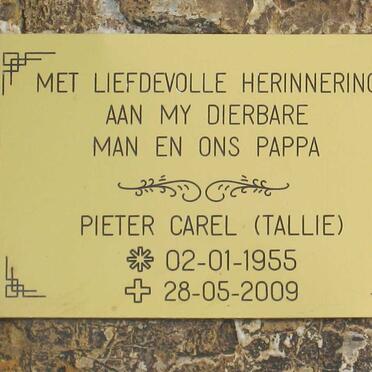 MET LIEFDEVOLLE HERINNERING
AAN MY DIERBARE
MAN EN ONS PAPPA
PIETER CAREL (TALLIE)
02-01-1955
28-05-2009